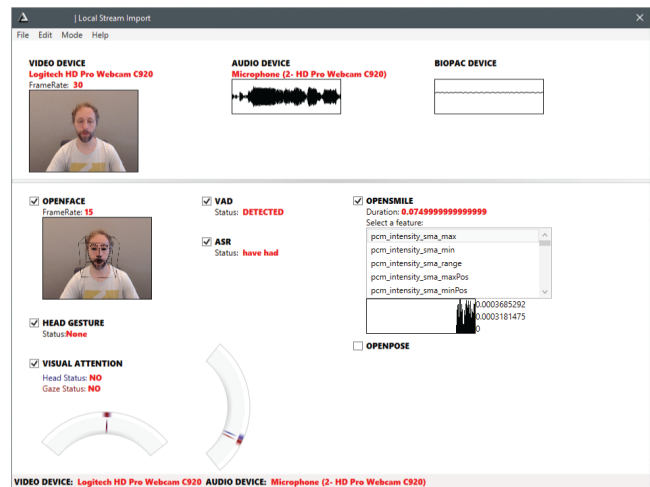 | Local Stream Import
File Edit Mode Help
VIDEO DEVICE
Logitech HD Pro Webcam C920
FrameRate: 30
AUDIO DEVICE
Microphone (2- HD Pro Webcam C920)
BIOPAC DEVICE
OPENFACE
FrameRate: 15
VAD
Status: DETECTED
ASR
Status: have had
OPENSMILE
Duration: 0.0749999999999999
Select a feature:
pcm_intensity_sma_max
pcm_intensity_sma_min
pcm_intensity_sma_range
pcm_intensity_sma_maxPos
pcm_intensity_sma_minPos
0.0003685292
0.0003181475
0
HEAD GESTURE
Status:None
OPENPOSE
VISUAL ATTENTION
Head Status: NO
Gaze Status: NO
VIDEO DEVICE: Logitech HD Pro Webcam C920 AUDIO DEVICE: Microphone (2- HD Pro Webcam C920)